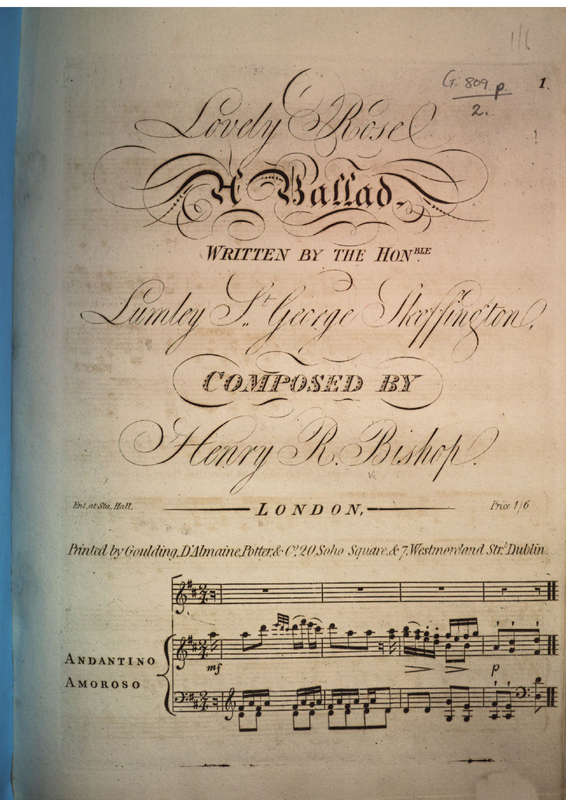 1/6
G. 809 p.
2.
1.
Lovely Rose
A Ballad.
WRITTEN BY THE HONBLE
Lumley St. George Skeffington,
COMPOSED BY
Henry R. Bishop.
Ent. at Sta. Hall.
LONDON,
Price 1/6
Printed by Goulding, D'Almaine, Potter, & Co. 20, Soho Square, & 7, Westmoreland Str. Dublin.
ANDANTINO
AMOROSO
mf
p